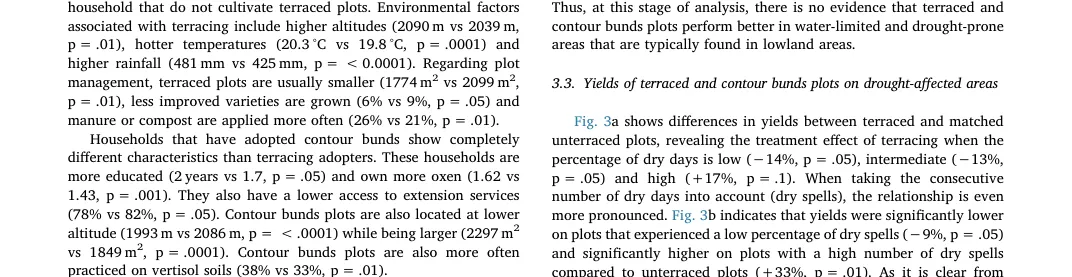 household that do not cultivate terraced plots. Environmental factors
associated with terracing include higher altitudes (2090 m vs 2039 m,
p = .01), hotter temperatures (20.3 °C vs 19.8 °C, p = .0001) and
higher rainfall (481 mm vs 425 mm, p = < 0.0001). Regarding plot
management, terraced plots are usually smaller (1774 m² vs 2099 m²,
p = .01), less improved varieties are grown (6% vs 9%, p = .05) and
manure or compost are applied more often (26% vs 21%, p = .01).
Households that have adopted contour bunds show completely
different characteristics than terracing adopters. These households are
more educated (2 years vs 1.7, p = .05) and own more oxen (1.62 vs
1.43, p = .001). They also have a lower access to extension services
(78% vs 82%, p = .05). Contour bunds plots are also located at lower
altitude (1993 m vs 2086 m, p = < .0001) while being larger (2297 m²
vs 1849 m², p = .0001). Contour bunds plots are also more often
practiced on vertisol soils (38% vs 33%, p = .01).
Thus, at this stage of analysis, there is no evidence that terraced and
contour bunds plots perform better in water-limited and drought-prone
areas that are typically found in lowland areas.
3.3. Yields of terraced and contour bunds plots on drought-affected areas
Fig. 3a shows differences in yields between terraced and matched
unterraced plots, revealing the treatment effect of terracing when the
percentage of dry days is low (−14%, p = .05), intermediate (−13%,
p = .05) and high (+17%, p = .1). When taking the consecutive
number of dry days into account (dry spells), the relationship is even
more pronounced. Fig. 3b indicates that yields were significantly lower
on plots that experienced a low percentage of dry spells (−9%, p = .05)
and significantly higher on plots with a high number of dry spells
compared to unterraced plots (+33%, p = .01). As it is clear from